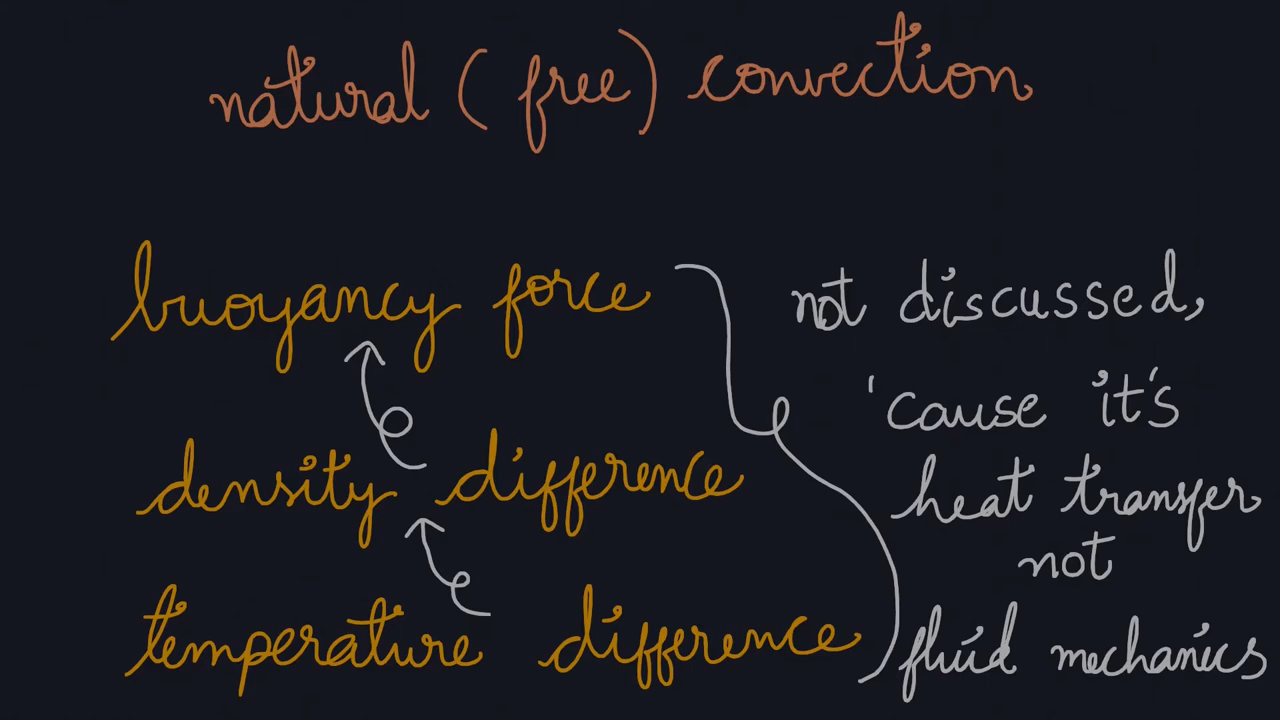 natural (free) convection
buoyancy force
not discussed,
'cause it's
density difference
heat transfer
not
temperature difference
fluid mechanics